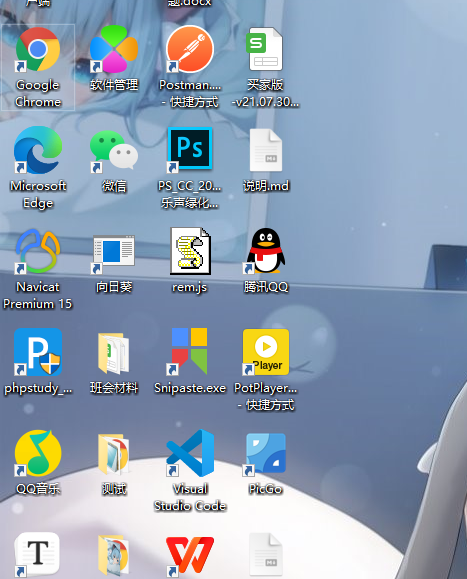 户端
题.docx
Google
Chrome
软件管理
Postman....
- 快捷方式
S
买家版
-v21.07.30...
Microsoft
Edge
微信
Ps
PS_CC_20...
乐声绿化...
M
说明.md
Navicat
Premium 15
向日葵
rem.js
腾讯QQ
P
phpstudy_...
班会材料
Snipaste.exe
Player
PotPlayer...
- 快捷方式
QQ音乐
测试
Visual
Studio Code
PicGo
T
W